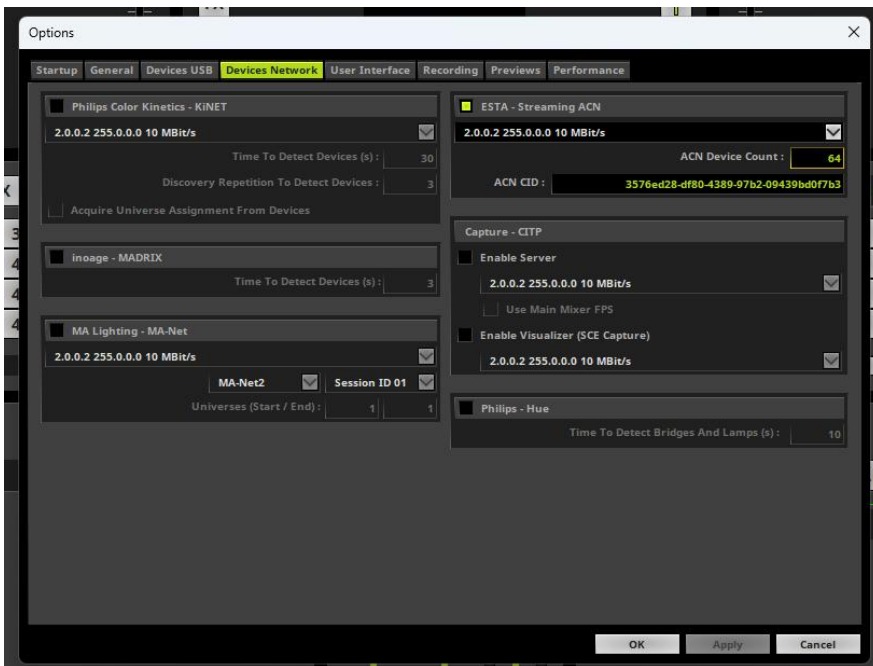 Options
Startup General Devices USB Devices Network User Interface Recording Previews Performance
Philips Color Kinetics - KiNET
2.0.0.2 255.0.0.0 10 MBit/s
Time To Detect Devices (s) : 30
Discovery Repetition To Detect Devices : 3
Acquire Universe Assignment From Devices
inoage - MADRIX
Time To Detect Devices (s) : 3
MA Lighting - MA-Net
2.0.0.2 255.0.0.0 10 MBit/s
MA-Net2 Session ID 01
Universes (Start / End) : 1 1
ESTA - Streaming ACN
2.0.0.2 255.0.0.0 10 MBit/s
ACN Device Count : 64
ACN CID : 3576ed28-df80-4389-97b2-09439bd0f7b3
Capture - CITP
Enable Server
2.0.0.2 255.0.0.0 10 MBit/s
Use Main Mixer FPS
Enable Visualizer (SCE Capture)
2.0.0.2 255.0.0.0 10 MBit/s
Philips - Hue
Time To Detect Bridges And Lamps (s) : 10
OK Apply Cancel